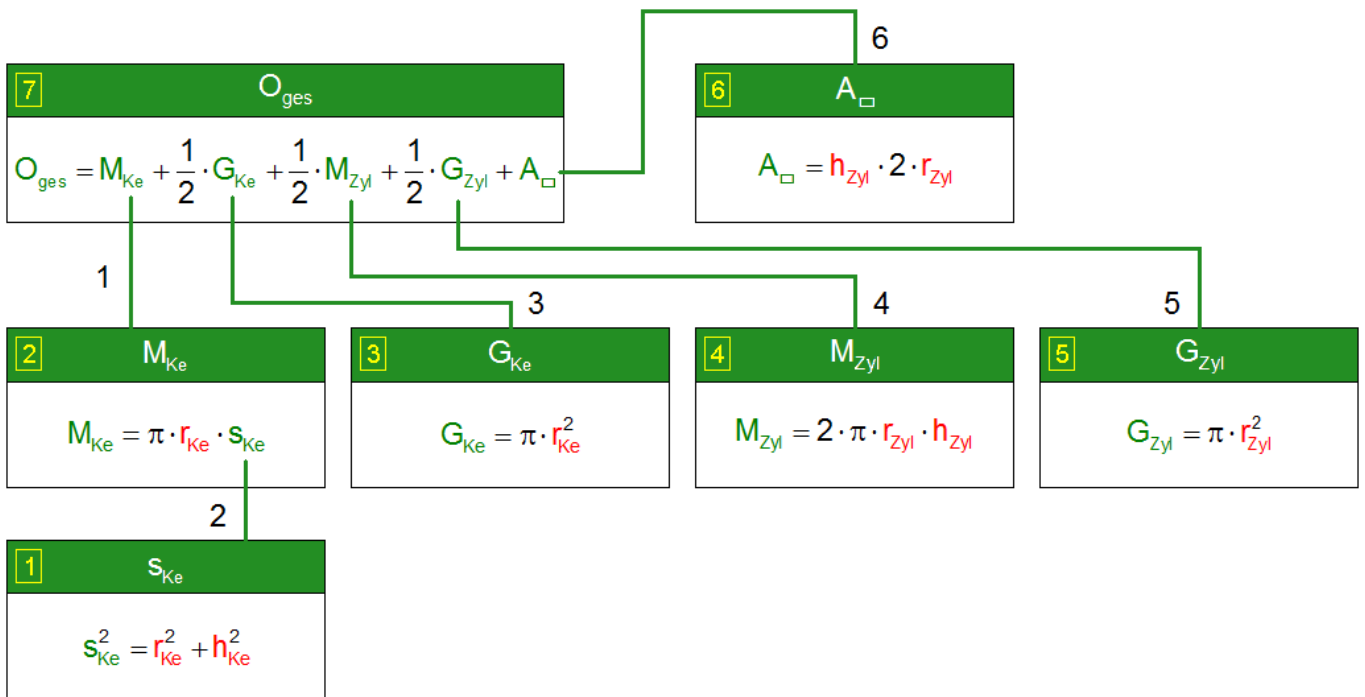 6
7 O_ges
O_ges = M_Ke + 1/2 · G_Ke + 1/2 · M_Zyl + 1/2 · G_Zyl + A_▭
6 A_▭
A_▭ = h_Zyl · 2 · r_Zyl
1
3
4
5
2 M_Ke
M_Ke = π · r_Ke · s_Ke
3 G_Ke
G_Ke = π · r_Ke^2
4 M_Zyl
M_Zyl = 2 · π · r_Zyl · h_Zyl
5 G_Zyl
G_Zyl = π · r_Zyl^2
2
1 s_Ke
s_Ke^2 = r_Ke^2 + h_Ke^2